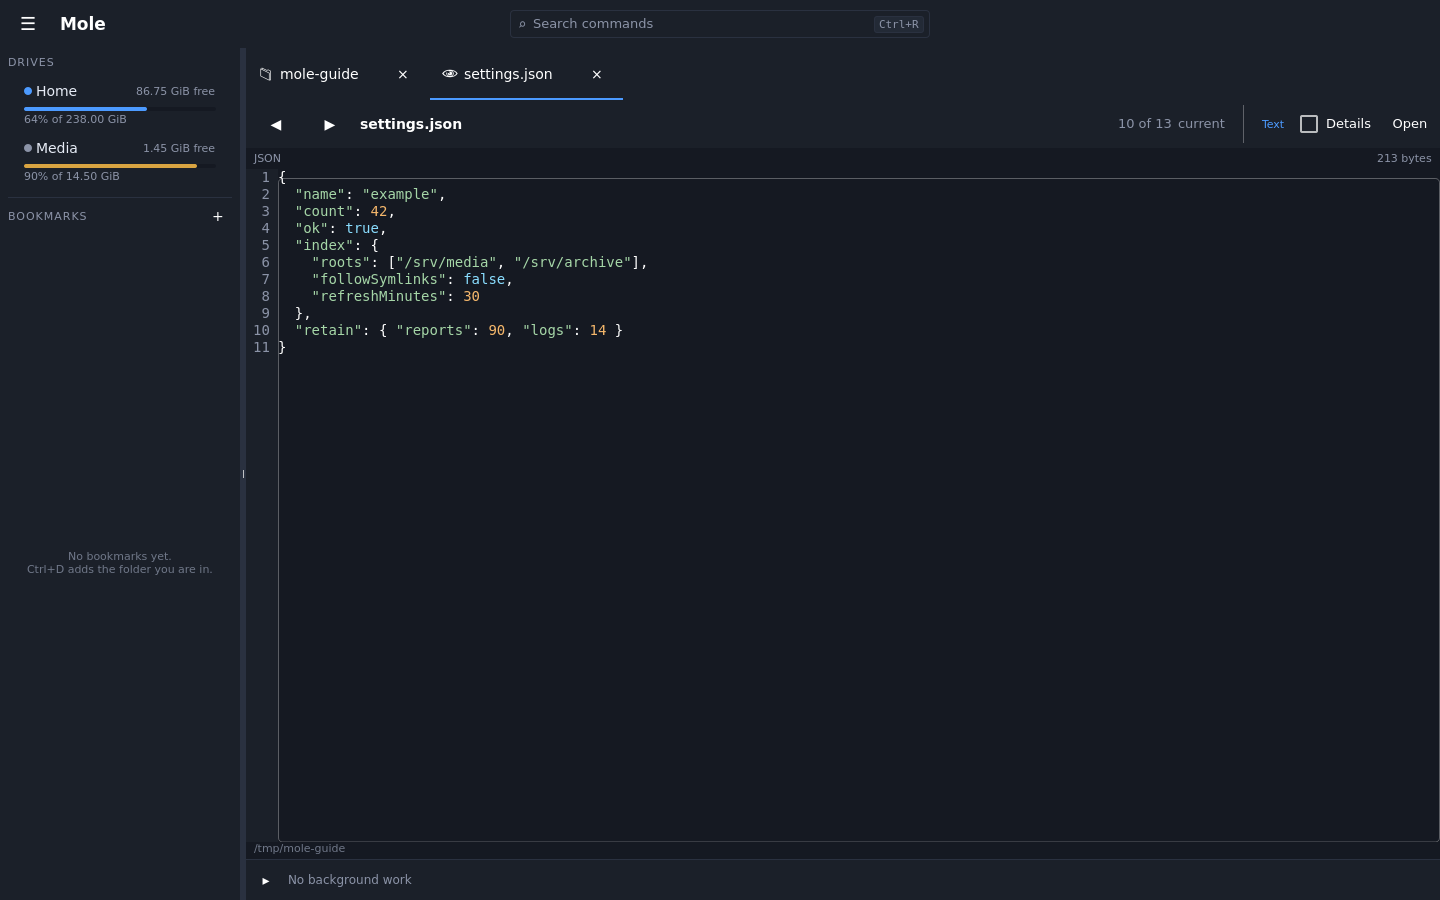 ☰ Mole
Search commands Ctrl+R
DRIVES
Home 86.75 GiB free
64% of 238.00 GiB
Media 1.45 GiB free
90% of 14.50 GiB
BOOKMARKS +
No bookmarks yet.
Ctrl+D adds the folder you are in.
mole-guide × settings.json ×
◀ ▶ settings.json 10 of 13 current Text Details Open
JSON 213 bytes
1 {
2   "name": "example",
3   "count": 42,
4   "ok": true,
5   "index": {
6     "roots": ["/srv/media", "/srv/archive"],
7     "followSymlinks": false,
8     "refreshMinutes": 30
9   },
10   "retain": { "reports": 90, "logs": 14 }
11 }
/tmp/mole-guide
▶ No background work